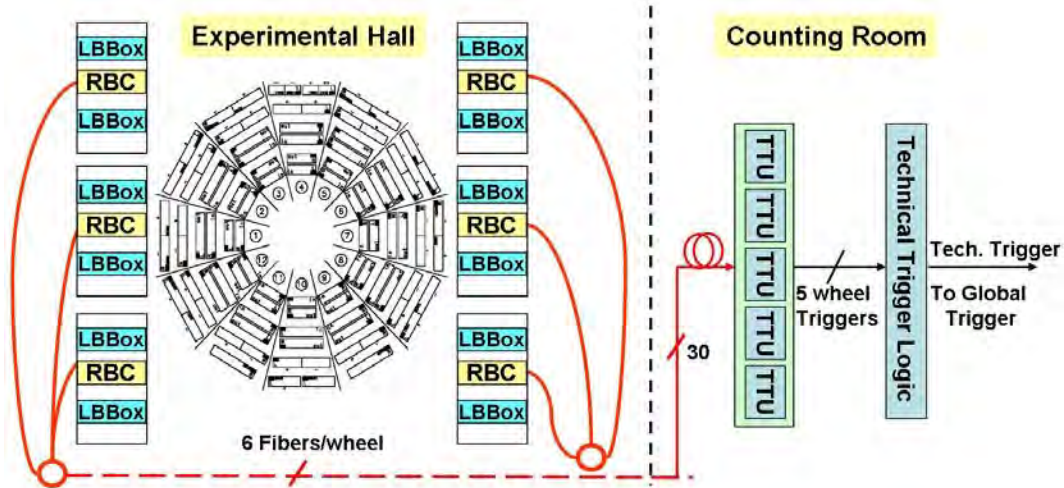 Experimental Hall
Counting Room
LBBox
RBC
LBBox
LBBox
RBC
LBBox
LBBox
RBC
LBBox
1
2
3
4
5
6
7
8
9
10
11
12
LBBox
RBC
LBBox
LBBox
RBC
LBBox
LBBox
RBC
LBBox
6 Fibers/wheel
30
TTU
TTU
TTU
TTU
TTU
5 wheel
Triggers
Technical Trigger Logic
Tech. Trigger
To Global
Trigger